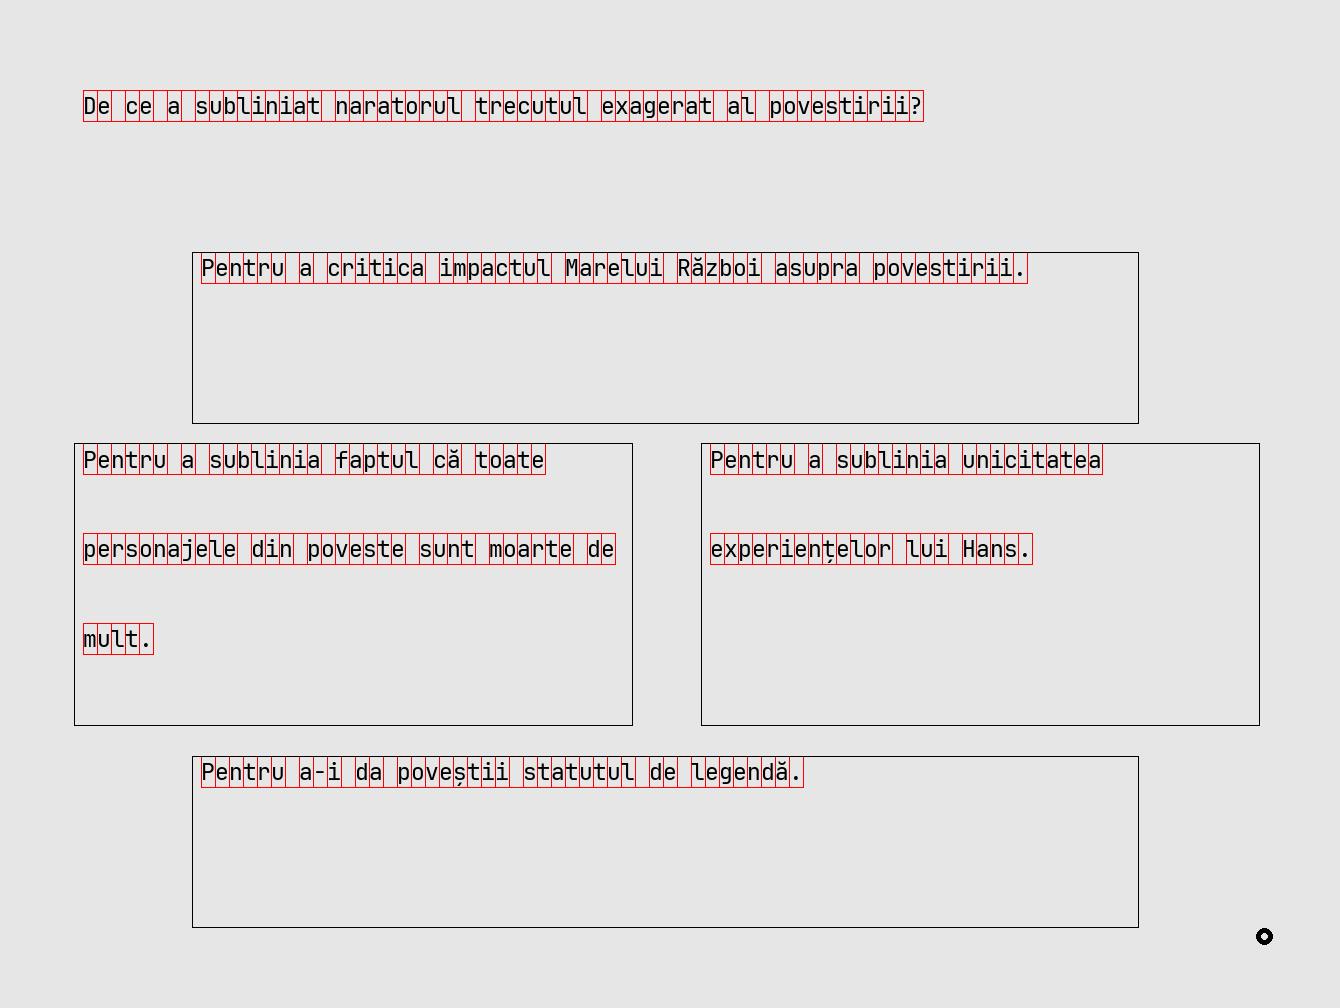 De ce a subliniat naratorul trecutul exagerat al povestirii?
Pentru a critica impactul Marelui Război asupra povestirii.
Pentru a sublinia faptul că toate
personajele din poveste sunt moarte de
mult.
Pentru a sublinia unicitatea
experiențelor lui Hans.
Pentru a-i da poveștii statutul de legendă.